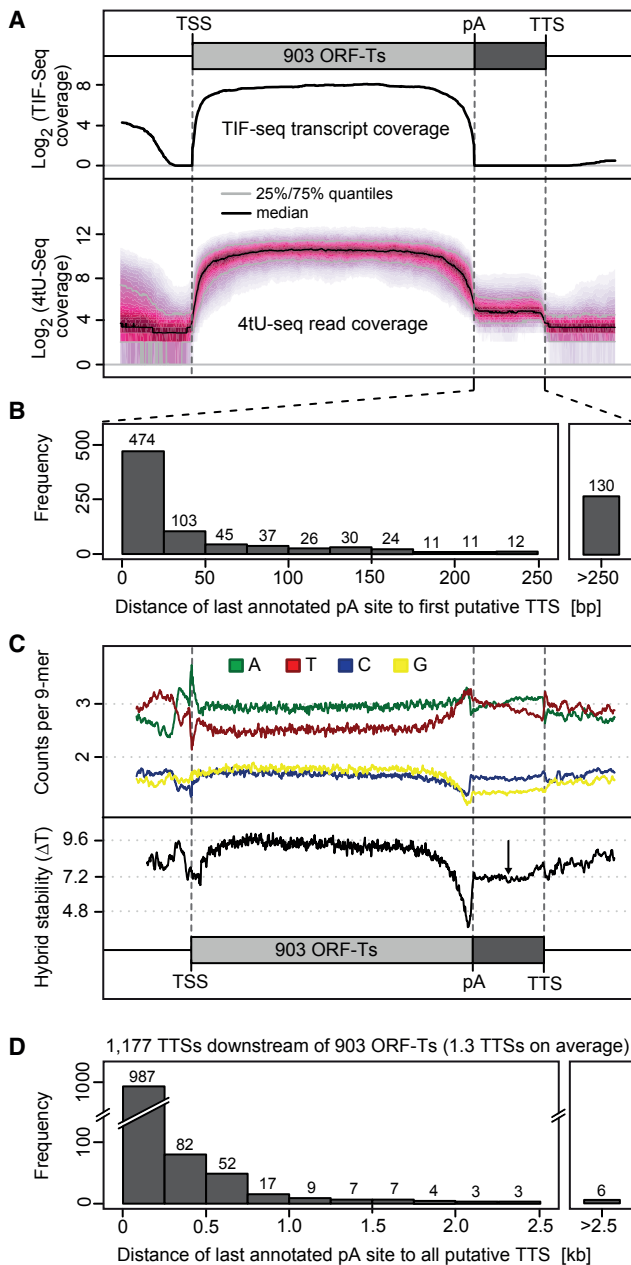 A
TSS
pA
TTS
903 ORF-Ts
Log2 (TIF-Seq coverage)
8
4
0
TIF-seq transcript coverage
25%/75% quantiles
median
Log2 (4tU-Seq coverage)
12
8
4
0
4tU-seq read coverage
B
Frequency
500
250
0
474
103
45
37
26
30
24
11
11
12
130
0
50
100
150
200
250
>250
Distance of last annotated pA site to first putative TTS [bp]
C
A
T
C
G
Counts per 9-mer
3
2
Hybrid stability (ΔT)
9.6
7.2
4.8
903 ORF-Ts
TSS
pA
TTS
D
1,177 TTSs downstream of 903 ORF-Ts (1.3 TTSs on average)
Frequency
1000
100
0
987
82
52
17
9
7
7
4
3
3
6
0
0.5
1.0
1.5
2.0
2.5
>2.5
Distance of last annotated pA site to all putative TTS [kb]